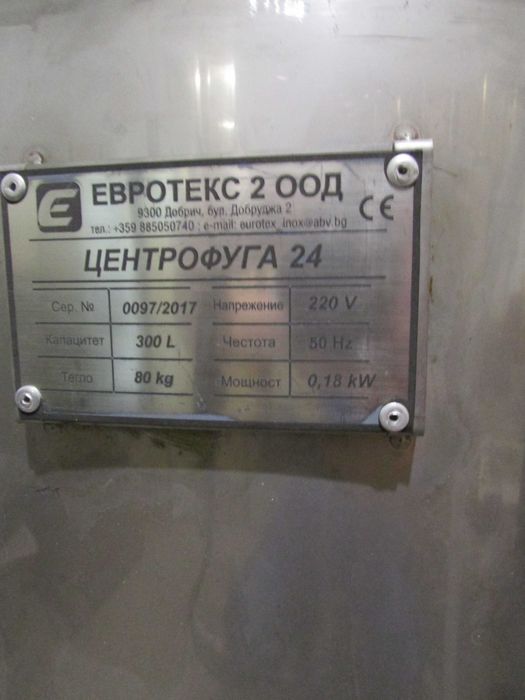 ЕВРОТЕКС 2 ООД
9300 Добрич, бул. Добруджа 2
тел.: +359 885050740 ; e-mail: eurotex_inox@abv.bg
CE
ЦЕНТРОФУГА 24
Сер. № 0097/2017 Напрежение 220 V
Капацитет 300 L Честота 50 Hz
Тегло 80 kg Мощност 0,18 kW